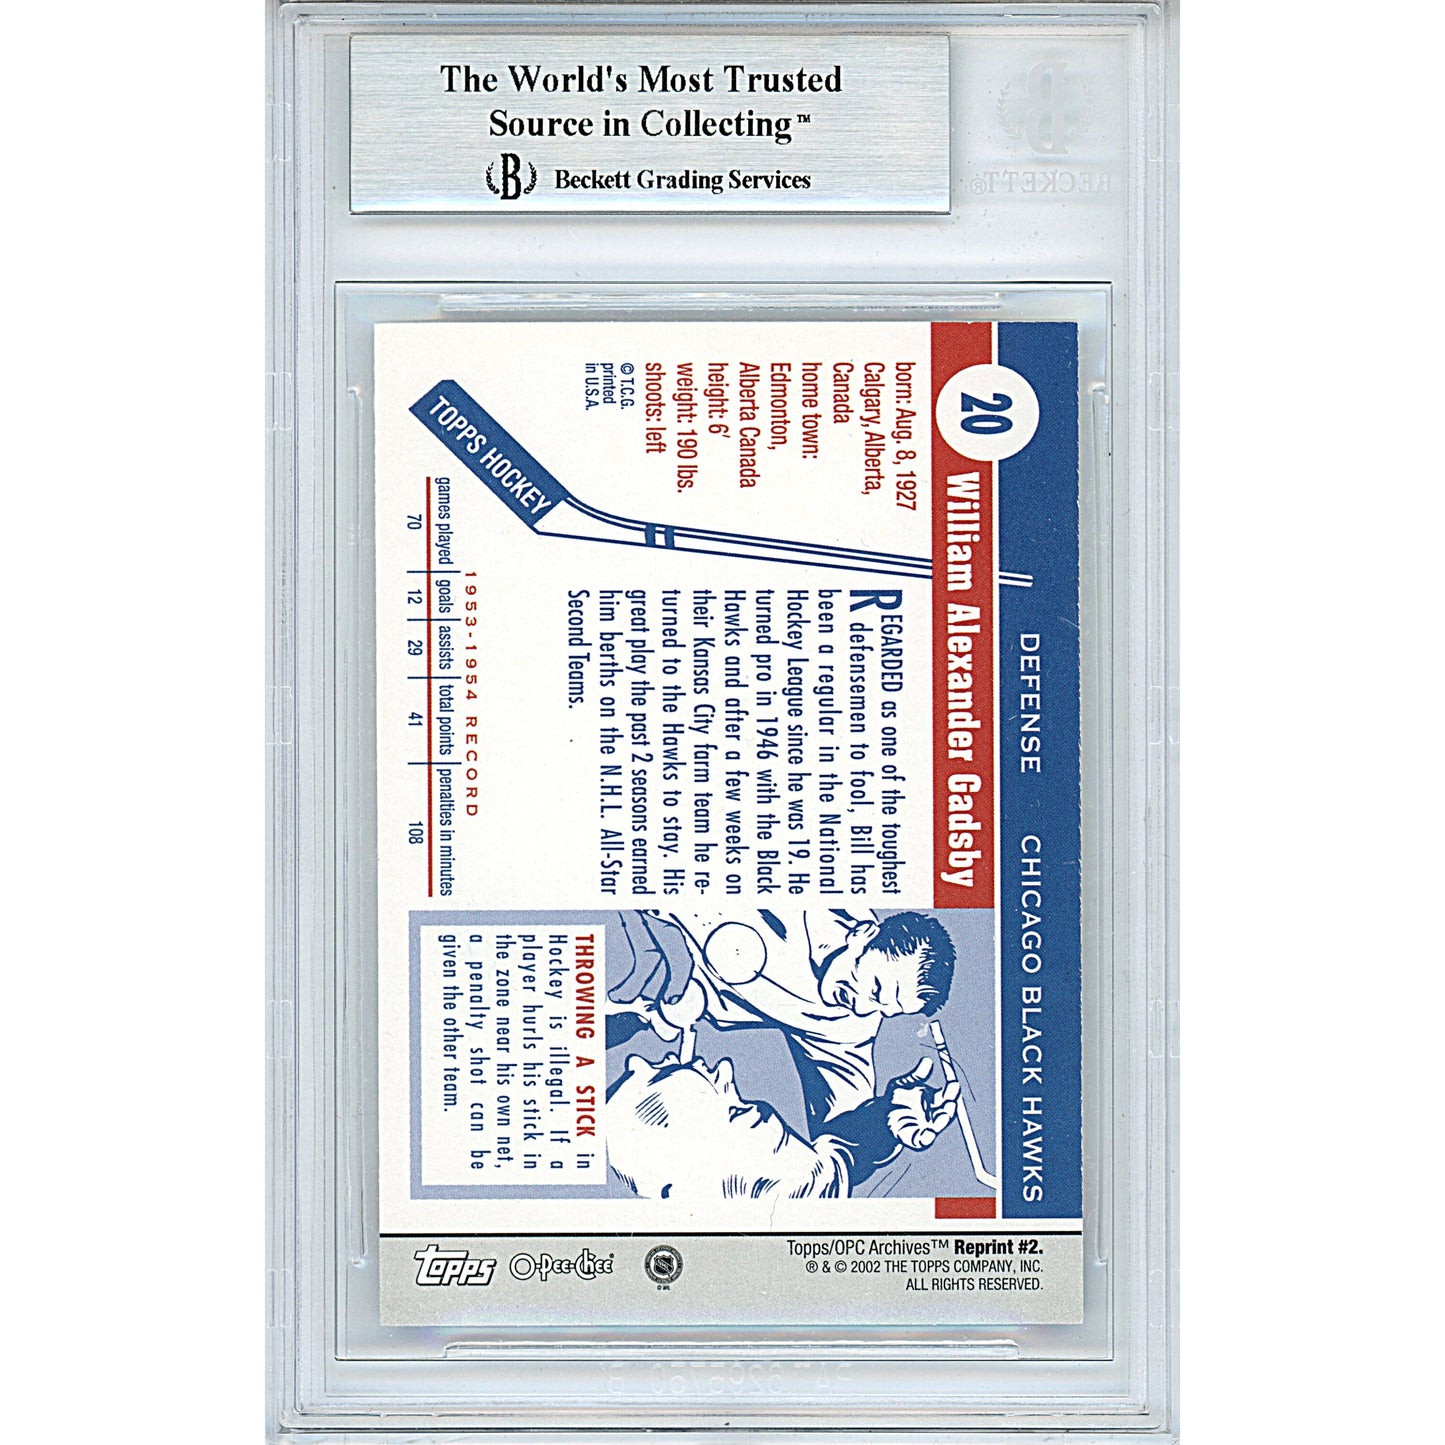 The World's Most Trusted
Source in Collecting™
B Beckett Grading Services
BECKETT®
DEFENSE CHICAGO BLACK HAWKS
20 William Alexander Gadsby
born: Aug. 8, 1927
Calgary, Alberta,
Canada
home town:
Edmonton,
Alberta Canada
height: 6'
weight: 190 lbs.
shoots: left
© T.C.G.
printed
in U.S.A.
TOPPS HOCKEY
REGARDED as one of the toughest
defensemen to fool, Bill has
been a regular in the National
Hockey League since he was 19. He
turned pro in 1946 with the Black
Hawks and after a few weeks on
their Kansas City farm team he re-
turned to the Hawks to stay. His
great play the past 2 seasons earned
him berths on the N.H.L. All-Star
Second Teams.
1953-1954 RECORD
games played goals assists total points penalties in minutes
70 12 29 41 108
THROWING A STICK in
Hockey is illegal. If a
player hurls his stick in
the zone near his own net,
a penalty shot can be
given the other team.
Topps O-Pee-Chee NHL
Topps/OPC Archives™ Reprint #2.
® & © 2002 THE TOPPS COMPANY, INC.
ALL RIGHTS RESERVED.